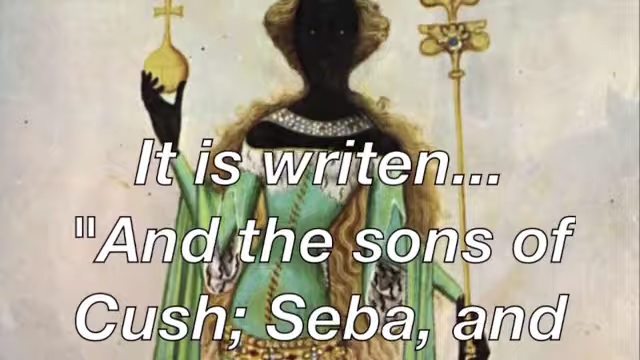 It is writen...
"And the sons of
Cush; Seba, and